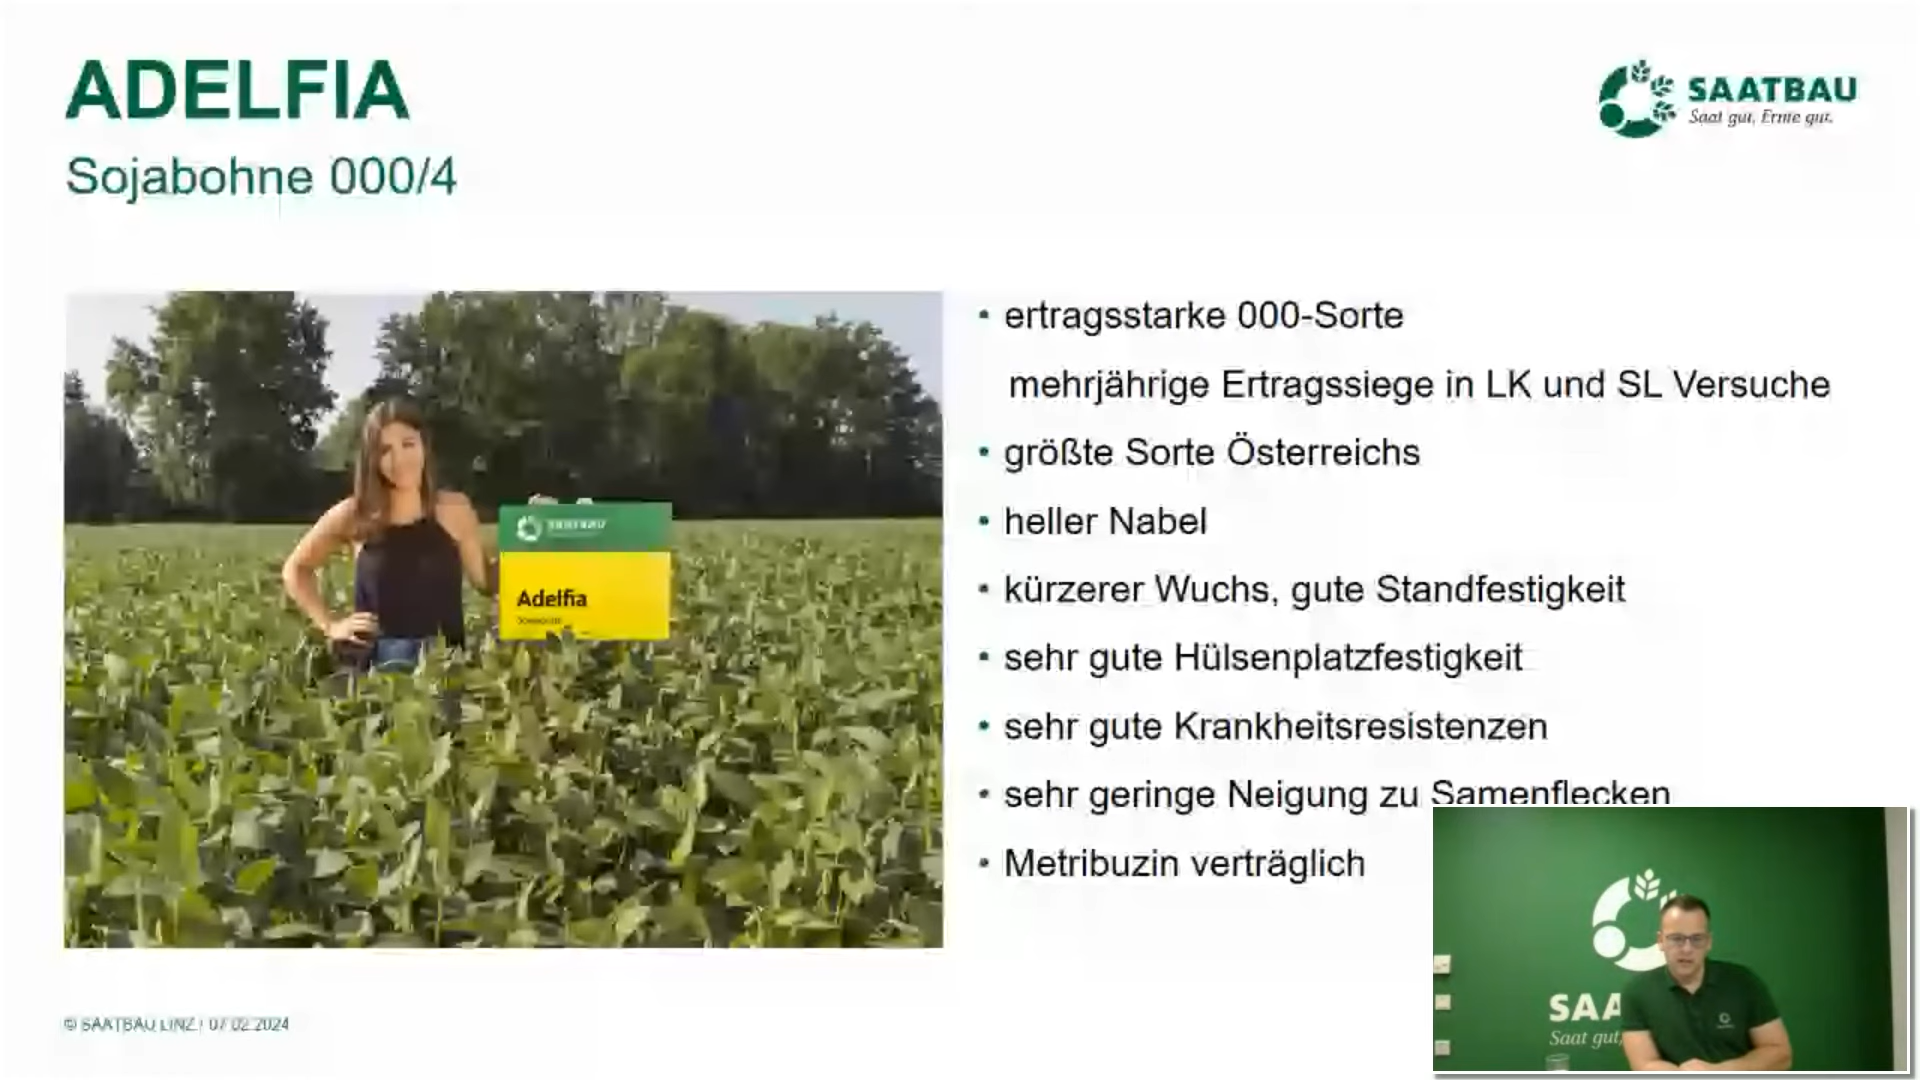 ADELFIA
Sojabohne 000/4
SAATBAU
Saat gut, Ernte gut.
• ertragsstarke 000-Sorte
mehrjährige Ertragssiege in LK und SL Versuche
• größte Sorte Österreichs
• heller Nabel
• kürzerer Wuchs, gute Standfestigkeit
• sehr gute Hülsenplatzfestigkeit
• sehr gute Krankheitsresistenzen
• sehr geringe Neigung zu Samenflecken
• Metribuzin verträglich
SAATBAU
Adelfia
© SAATBAU LINZ | 07.02.2024
SAA
Saat gut,